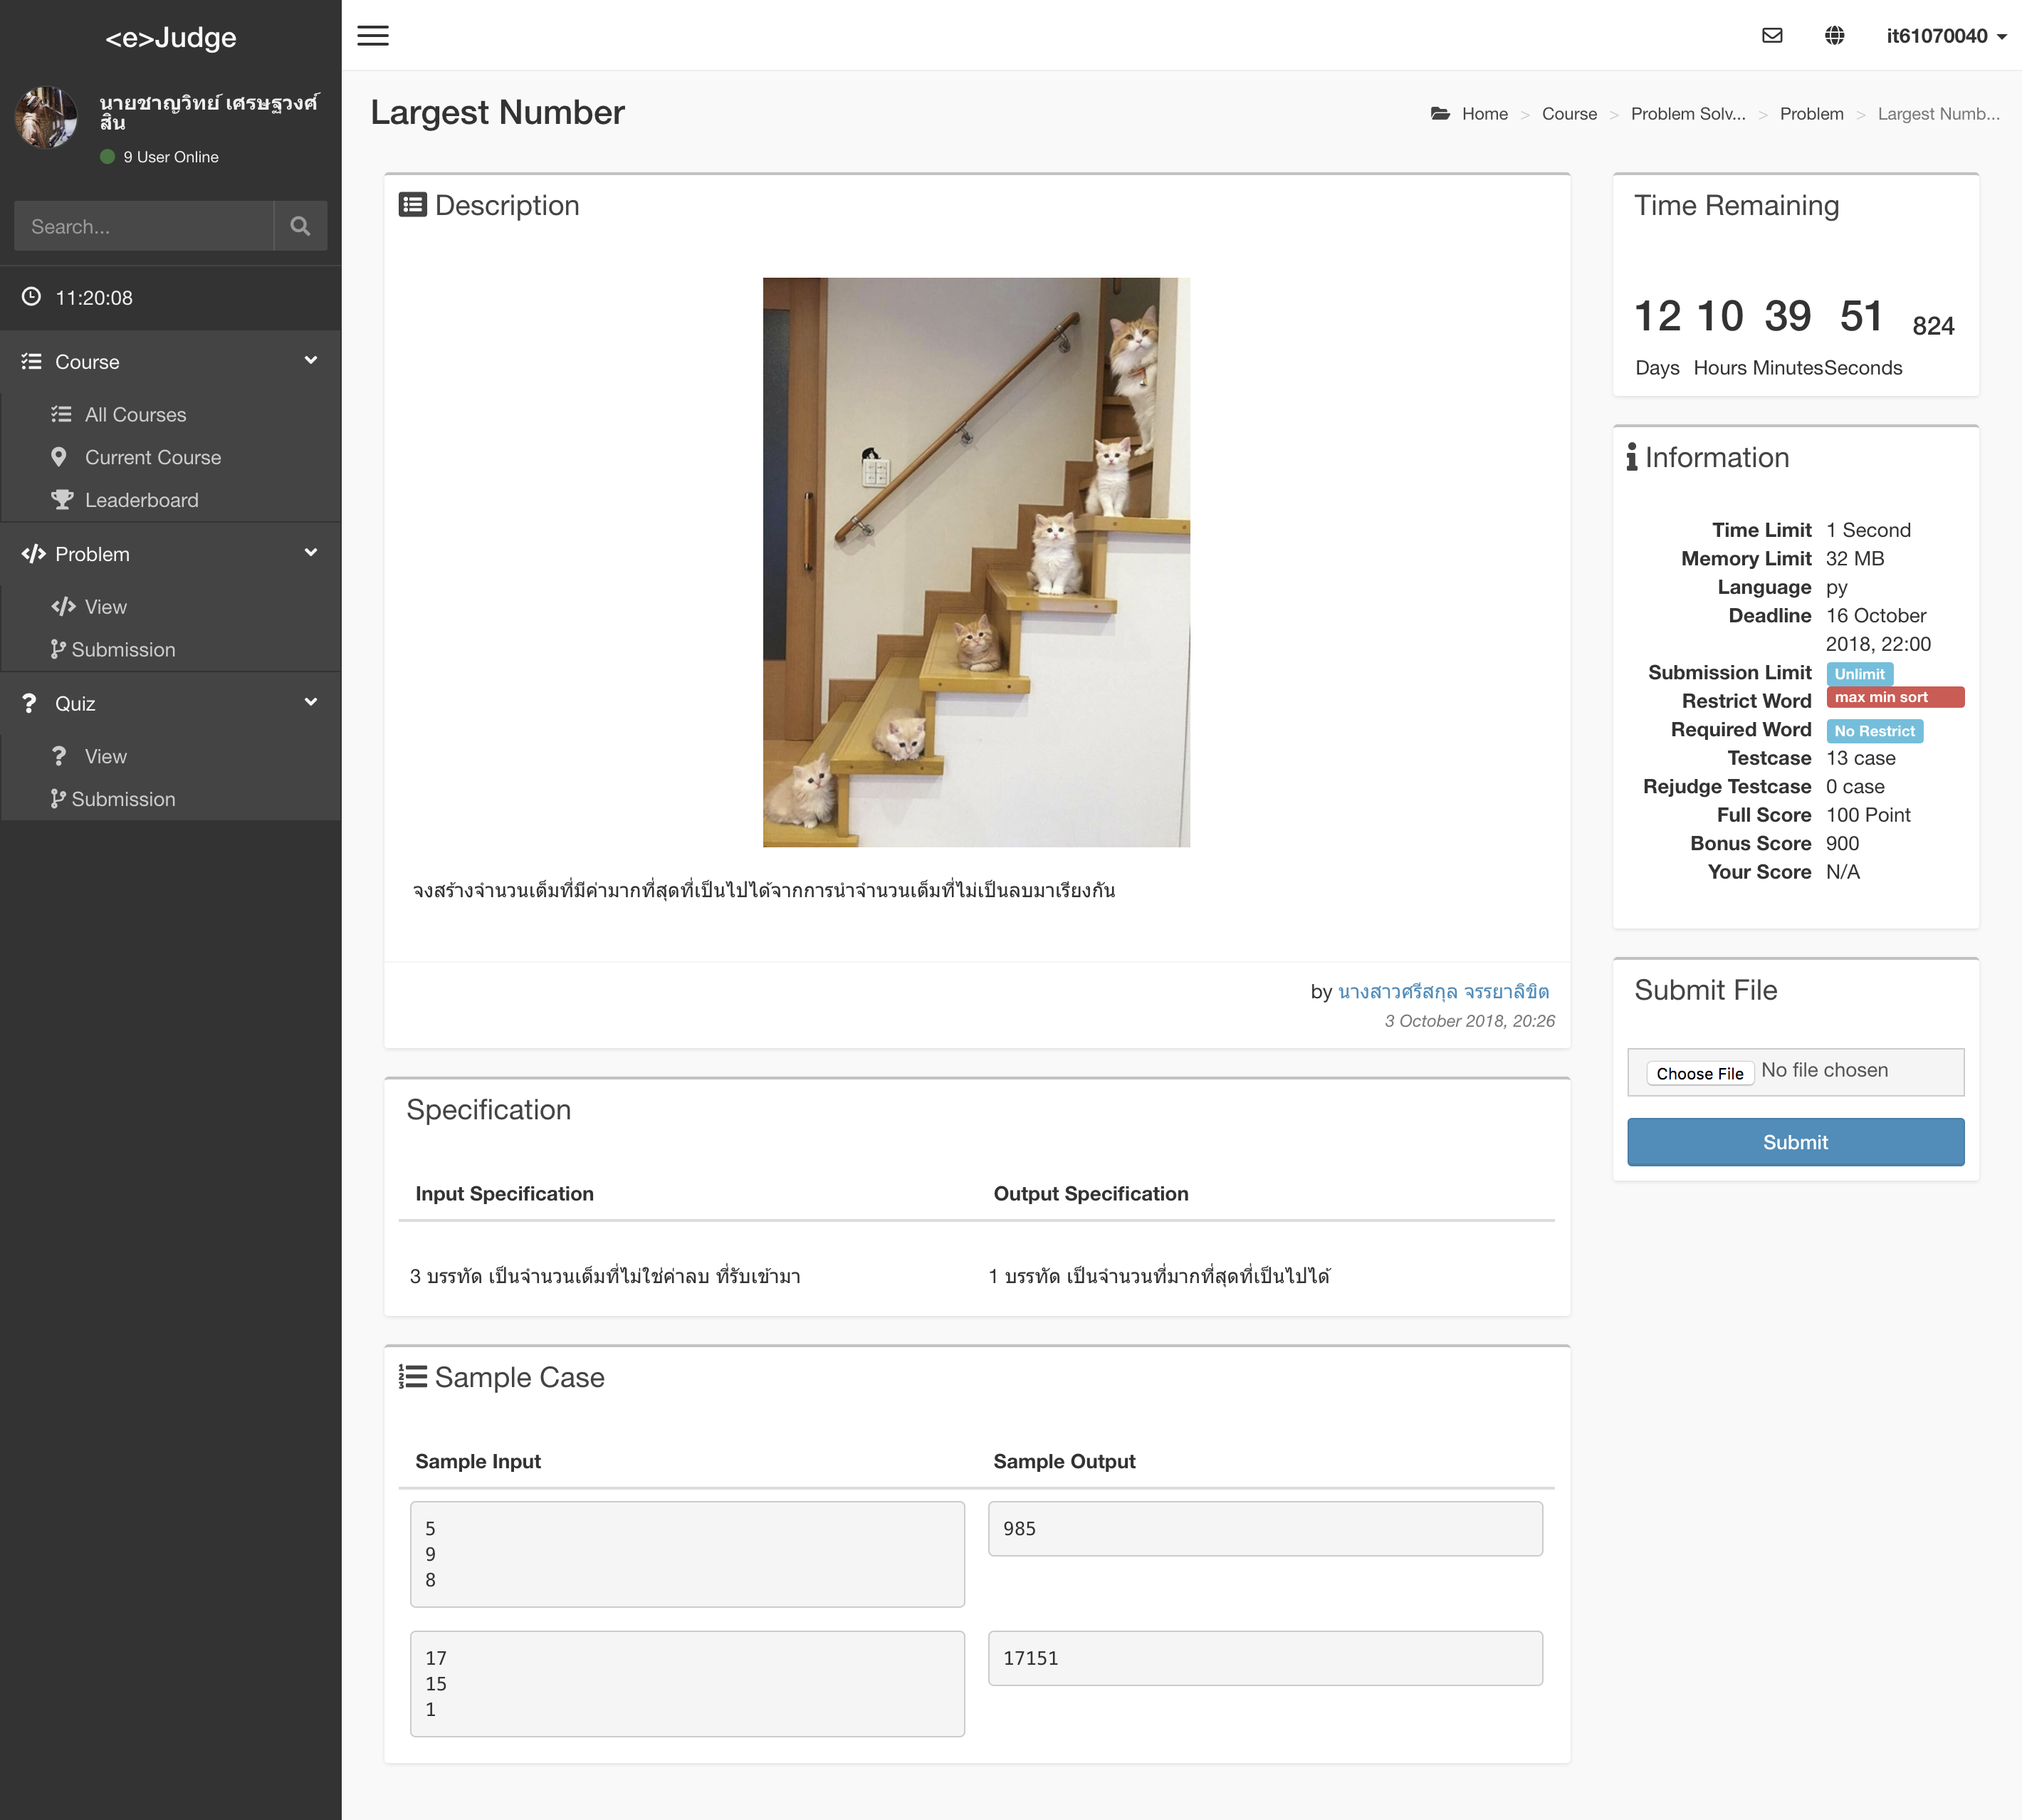 <e>Judge
it61070040
นายชาญวิทย์ เศรษฐวงศ์
สิน
9 User Online
Search...
11:20:08
Course
All Courses
Current Course
Leaderboard
Problem
View
Submission
Quiz
View
Submission
Largest Number
Home > Course > Problem Solv... > Problem > Largest Numb...
Description
จงสร้างจำนวนเต็มที่มีค่ามากที่สุดที่เป็นไปได้จากการนำจำนวนเต็มที่ไม่เป็นลบมาเรียงกัน
by นางสาวศรีสกุล จรรยาลิขิต
3 October 2018, 20:26
Specification
Input Specification Output Specification
3 บรรทัด เป็นจำนวนเต็มที่ไม่ใช่ค่าลบ ที่รับเข้ามา 1 บรรทัด เป็นจำนวนที่มากที่สุดที่เป็นไปได้
Sample Case
Sample Input Sample Output
5 985
9
8
17 17151
15
1
Time Remaining
12 10 39 51 824
Days Hours Minutes Seconds
Information
Time Limit 1 Second
Memory Limit 32 MB
Language py
Deadline 16 October
2018, 22:00
Submission Limit Unlimit
Restrict Word max min sort
Required Word No Restrict
Testcase 13 case
Rejudge Testcase 0 case
Full Score 100 Point
Bonus Score 900
Your Score N/A
Submit File
Choose File No file chosen
Submit